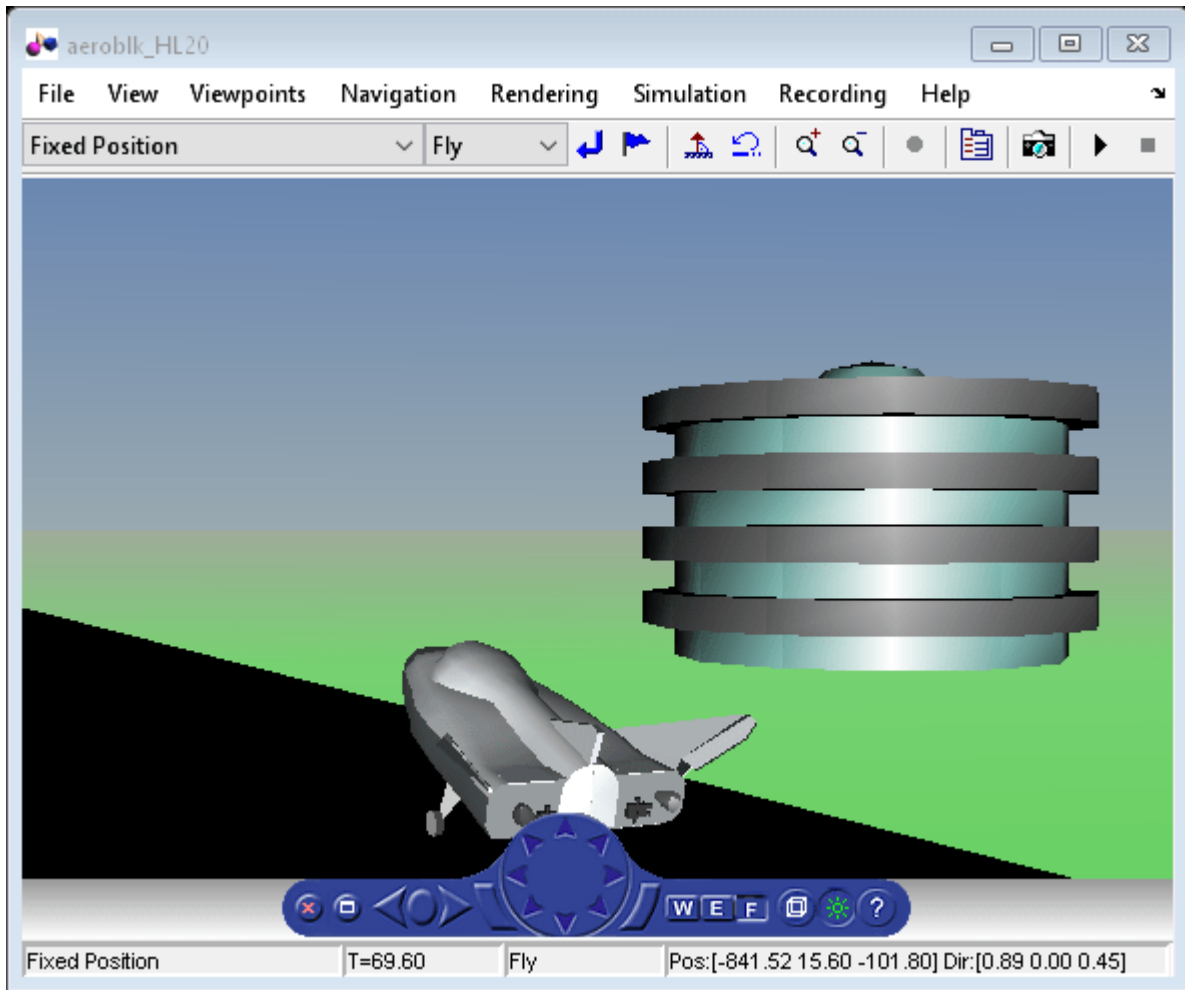 aeroblk_HL20
File View Viewpoints Navigation Rendering Simulation Recording Help
Fixed Position Fly
W E F ?
Fixed Position T=69.60 Fly Pos:[-841.52 15.60 -101.80] Dir:[0.89 0.00 0.45]